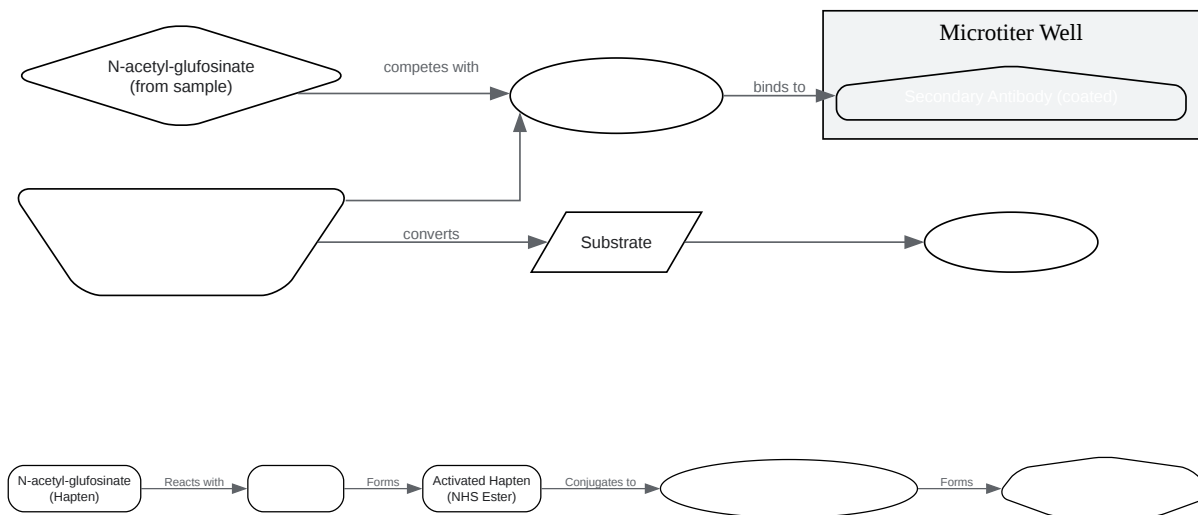 Microtiter Well
N-acetyl-glufosinate
(from sample)
competes with
binds to
Secondary Antibody (coated)
converts
Substrate
N-acetyl-glufosinate
(Hapten)
Reacts with
Forms
Activated Hapten
(NHS Ester)
Conjugates to
Forms